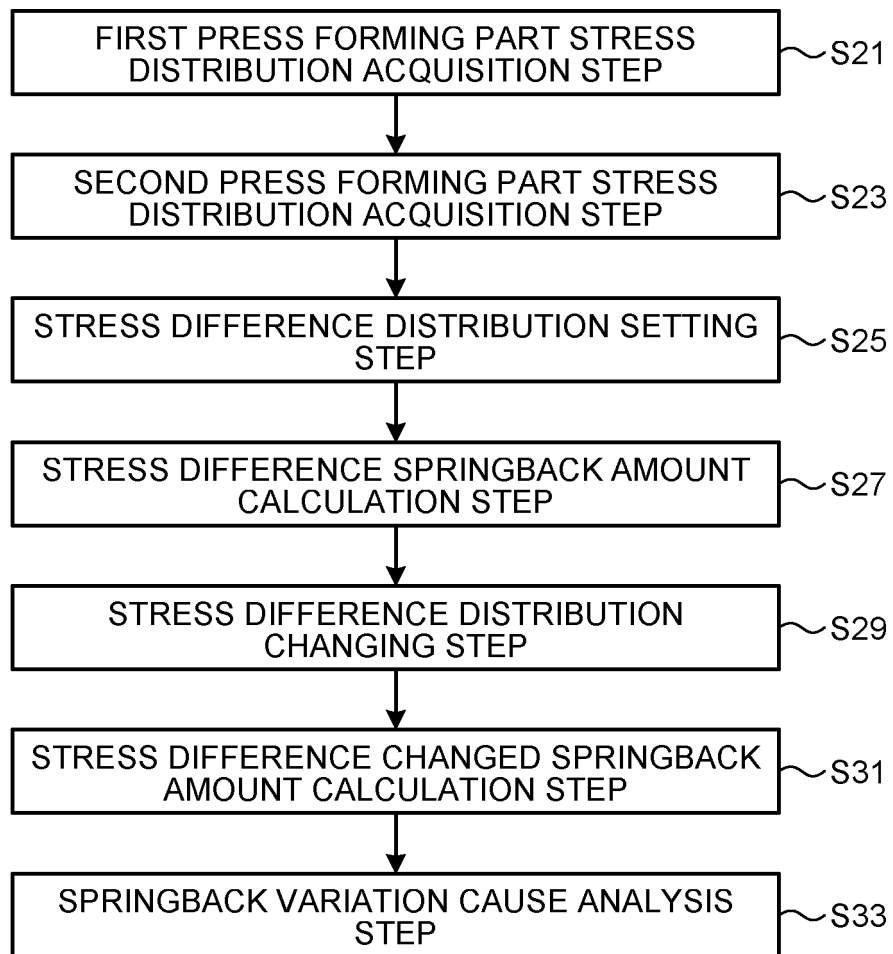 FIRST PRESS FORMING PART STRESS
DISTRIBUTION ACQUISITION STEP
S21
SECOND PRESS FORMING PART STRESS
DISTRIBUTION ACQUISITION STEP
S23
STRESS DIFFERENCE DISTRIBUTION SETTING
STEP
S25
STRESS DIFFERENCE SPRINGBACK AMOUNT
CALCULATION STEP
S27
STRESS DIFFERENCE DISTRIBUTION
CHANGING STEP
S29
STRESS DIFFERENCE CHANGED SPRINGBACK
AMOUNT CALCULATION STEP
S31
SPRINGBACK VARIATION CAUSE ANALYSIS
STEP
S33